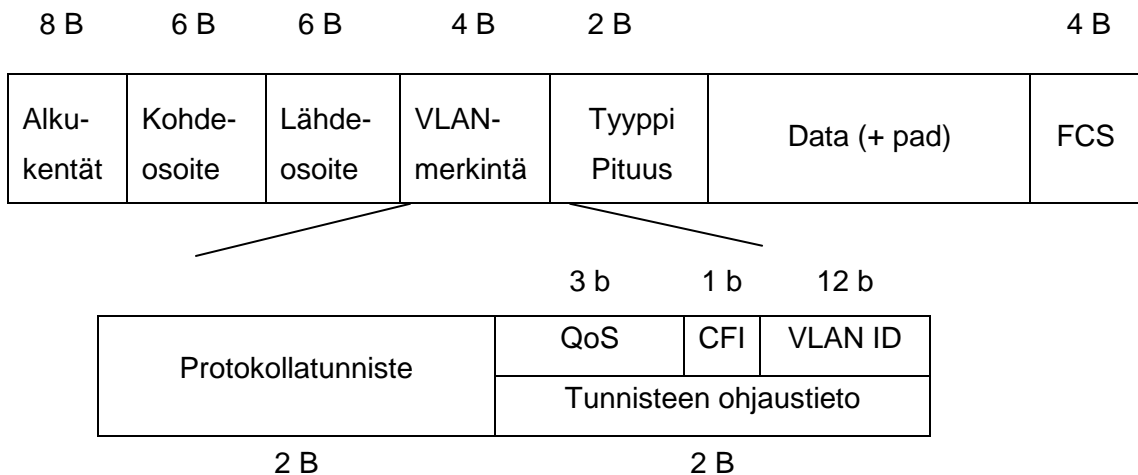 8 B 6 B 6 B 4 B 2 B 4 B
Alku- Kohde- Lähde- VLAN- Tyyppi Data (+ pad) FCS
kentät osoite osoite merkintä Pituus
3 b 1 b 12 b
QoS CFI VLAN ID
Protokollatunniste
Tunnisteen ohjaustieto
2 B 2 B